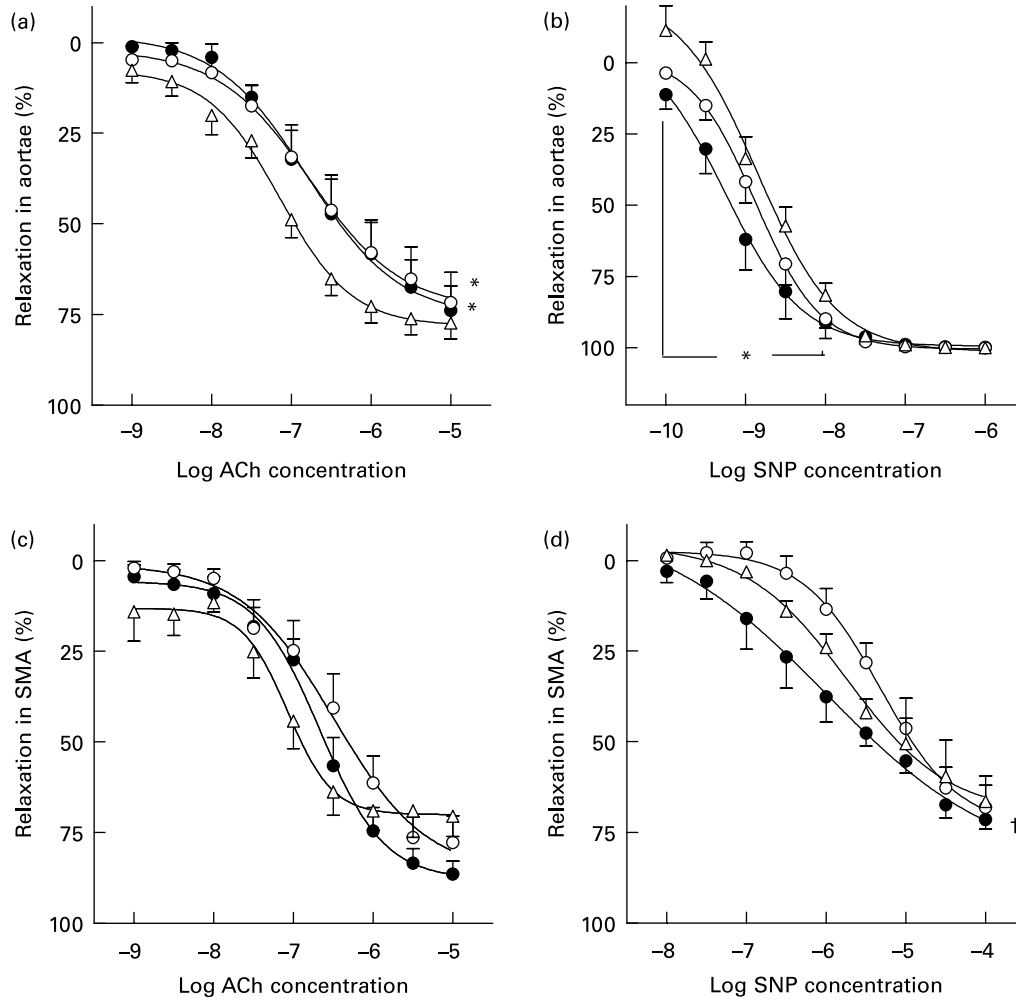 (a)
0
25
50
75
100
Relaxation in aortae (%)
*
*
–9 –8 –7 –6 –5
Log ACh concentration
(b)
0
25
50
75
100
Relaxation in aortae (%)
*
–10 –9 –8 –7 –6
Log SNP concentration
(c)
0
25
50
75
100
Relaxation in SMA (%)
–9 –8 –7 –6 –5
Log ACh concentration
(d)
0
25
50
75
100
Relaxation in SMA (%)
†
–8 –7 –6 –5 –4
Log SNP concentration